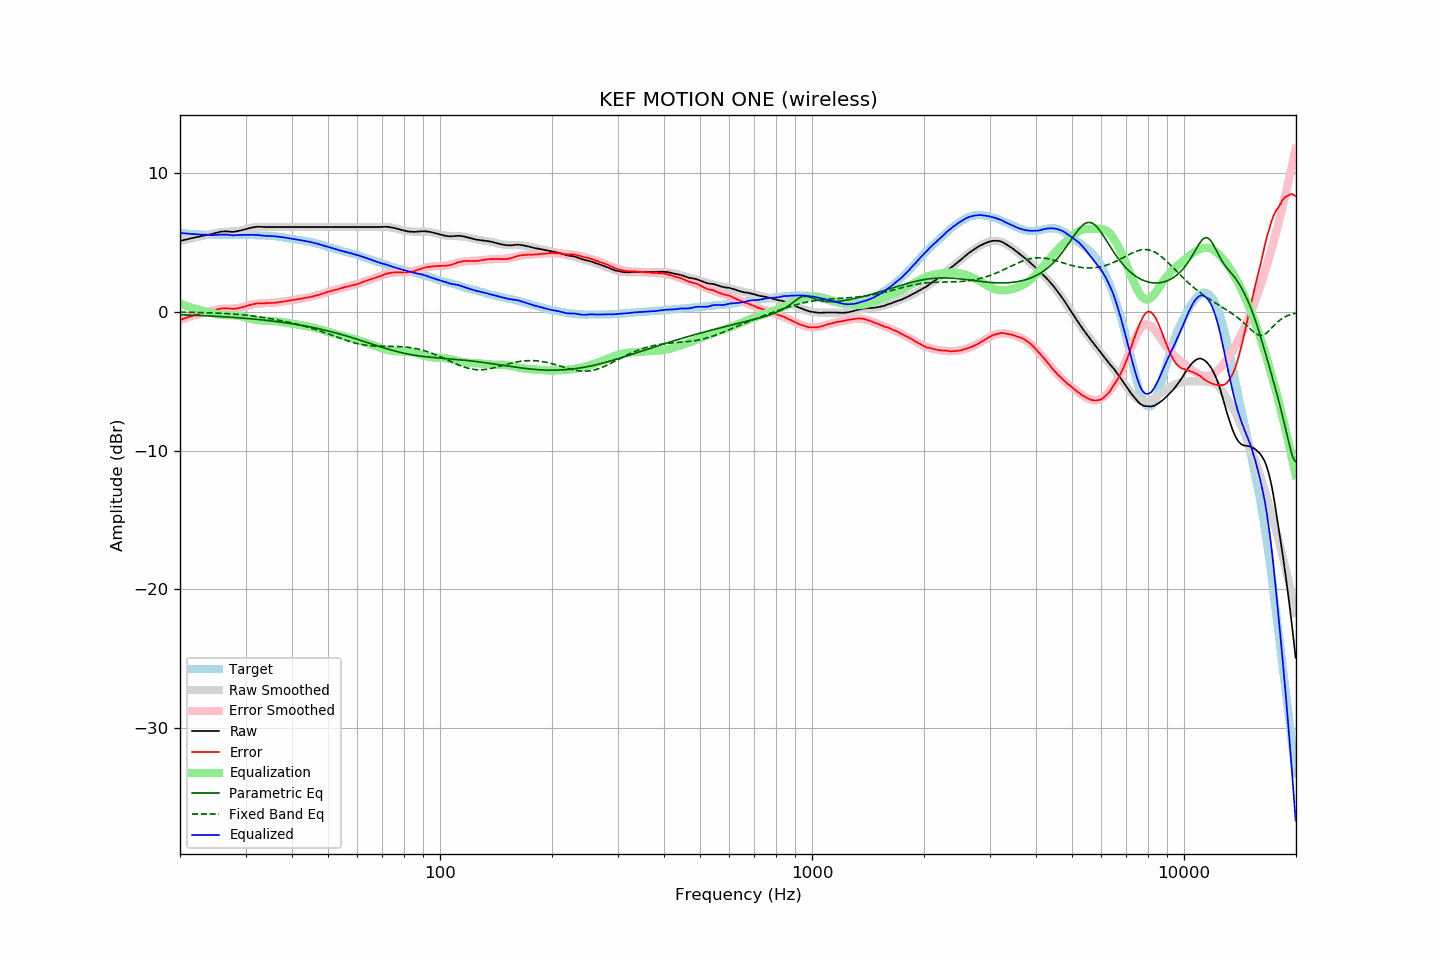 KEF MOTION ONE (wireless)
10
0
−10
−20
−30
Amplitude (dBr)
Target
Raw Smoothed
Error Smoothed
Raw
Error
Equalization
Parametric Eq
Fixed Band Eq
Equalized
100
1000
10000
Frequency (Hz)